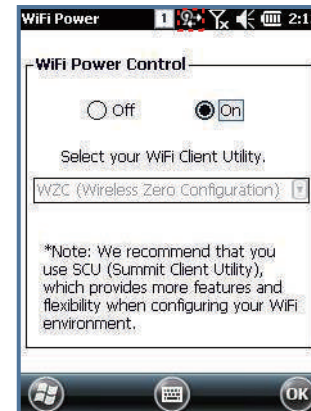 WiFi Power 1 2:1
WiFi Power Control
Off On
Select your WiFi Client Utility.
WZC (Wireless Zero Configuration)
*Note: We recommend that you
use SCU (Summit Client Utility),
which provides more features and
flexibility when configuring your WiFi
environment.
OK